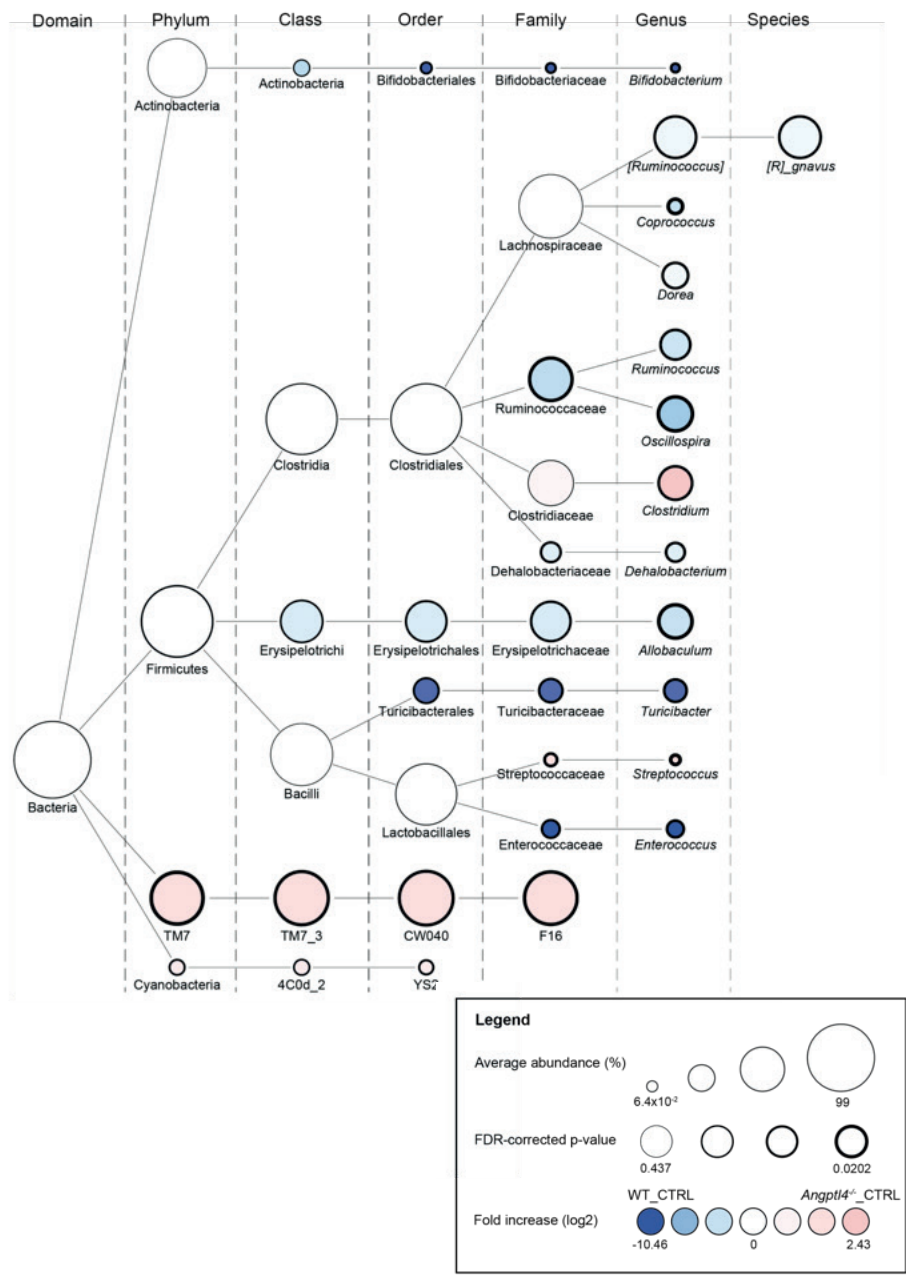 Domain Phylum Class Order Family Genus Species
Actinobacteria Actinobacteria Bifidobacteriales Bifidobacteriaceae Bifidobacterium
[Ruminococcus] [R]_gnavus
Coprococcus
Lachnospiraceae
Dorea
Ruminococcus
Ruminococcaceae
Oscillospira
Clostridia Clostridiales
Clostridiaceae Clostridium
Dehalobacteriaceae Dehalobacterium
Firmicutes Erysipelotrichi Erysipelotrichales Erysipelotrichaceae Allobaculum
Turicibacterales Turicibacteraceae Turicibacter
Streptococcaceae Streptococcus
Bacteria Bacilli
Lactobacillales
Enterococcaceae Enterococcus
TM7 TM7_3 CW040 F16
Cyanobacteria 4C0d_2 YS2
Legend
Average abundance (%)
6.4x10⁻² 99
FDR-corrected p-value
0.437 0.0202
WT_CTRL Angptl4⁻/⁻_CTRL
Fold increase (log2)
-10.46 0 2.43